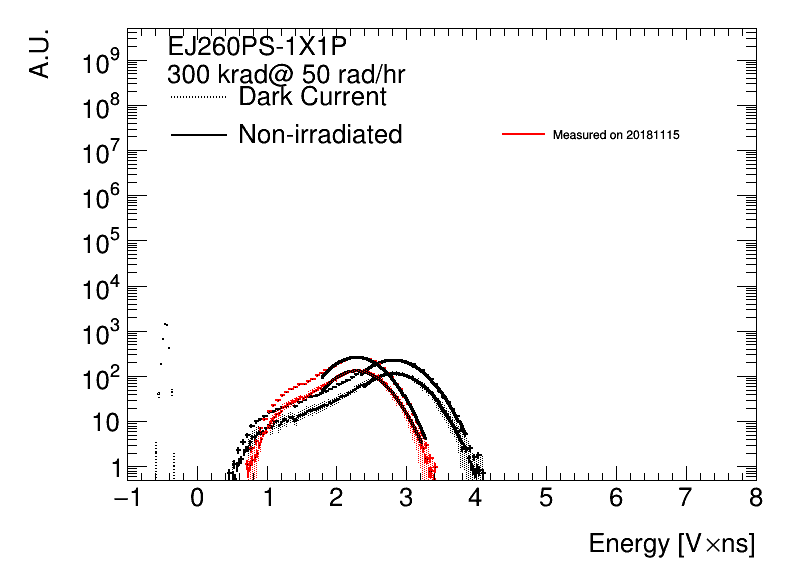 A.U.
EJ260PS-1X1P
300 krad@ 50 rad/hr
Dark Current
Non-irradiated
Measured on 20181115
10⁹
10⁸
10⁷
10⁶
10⁵
10⁴
10³
10²
10
1
−1 0 1 2 3 4 5 6 7 8
Energy [V×ns]